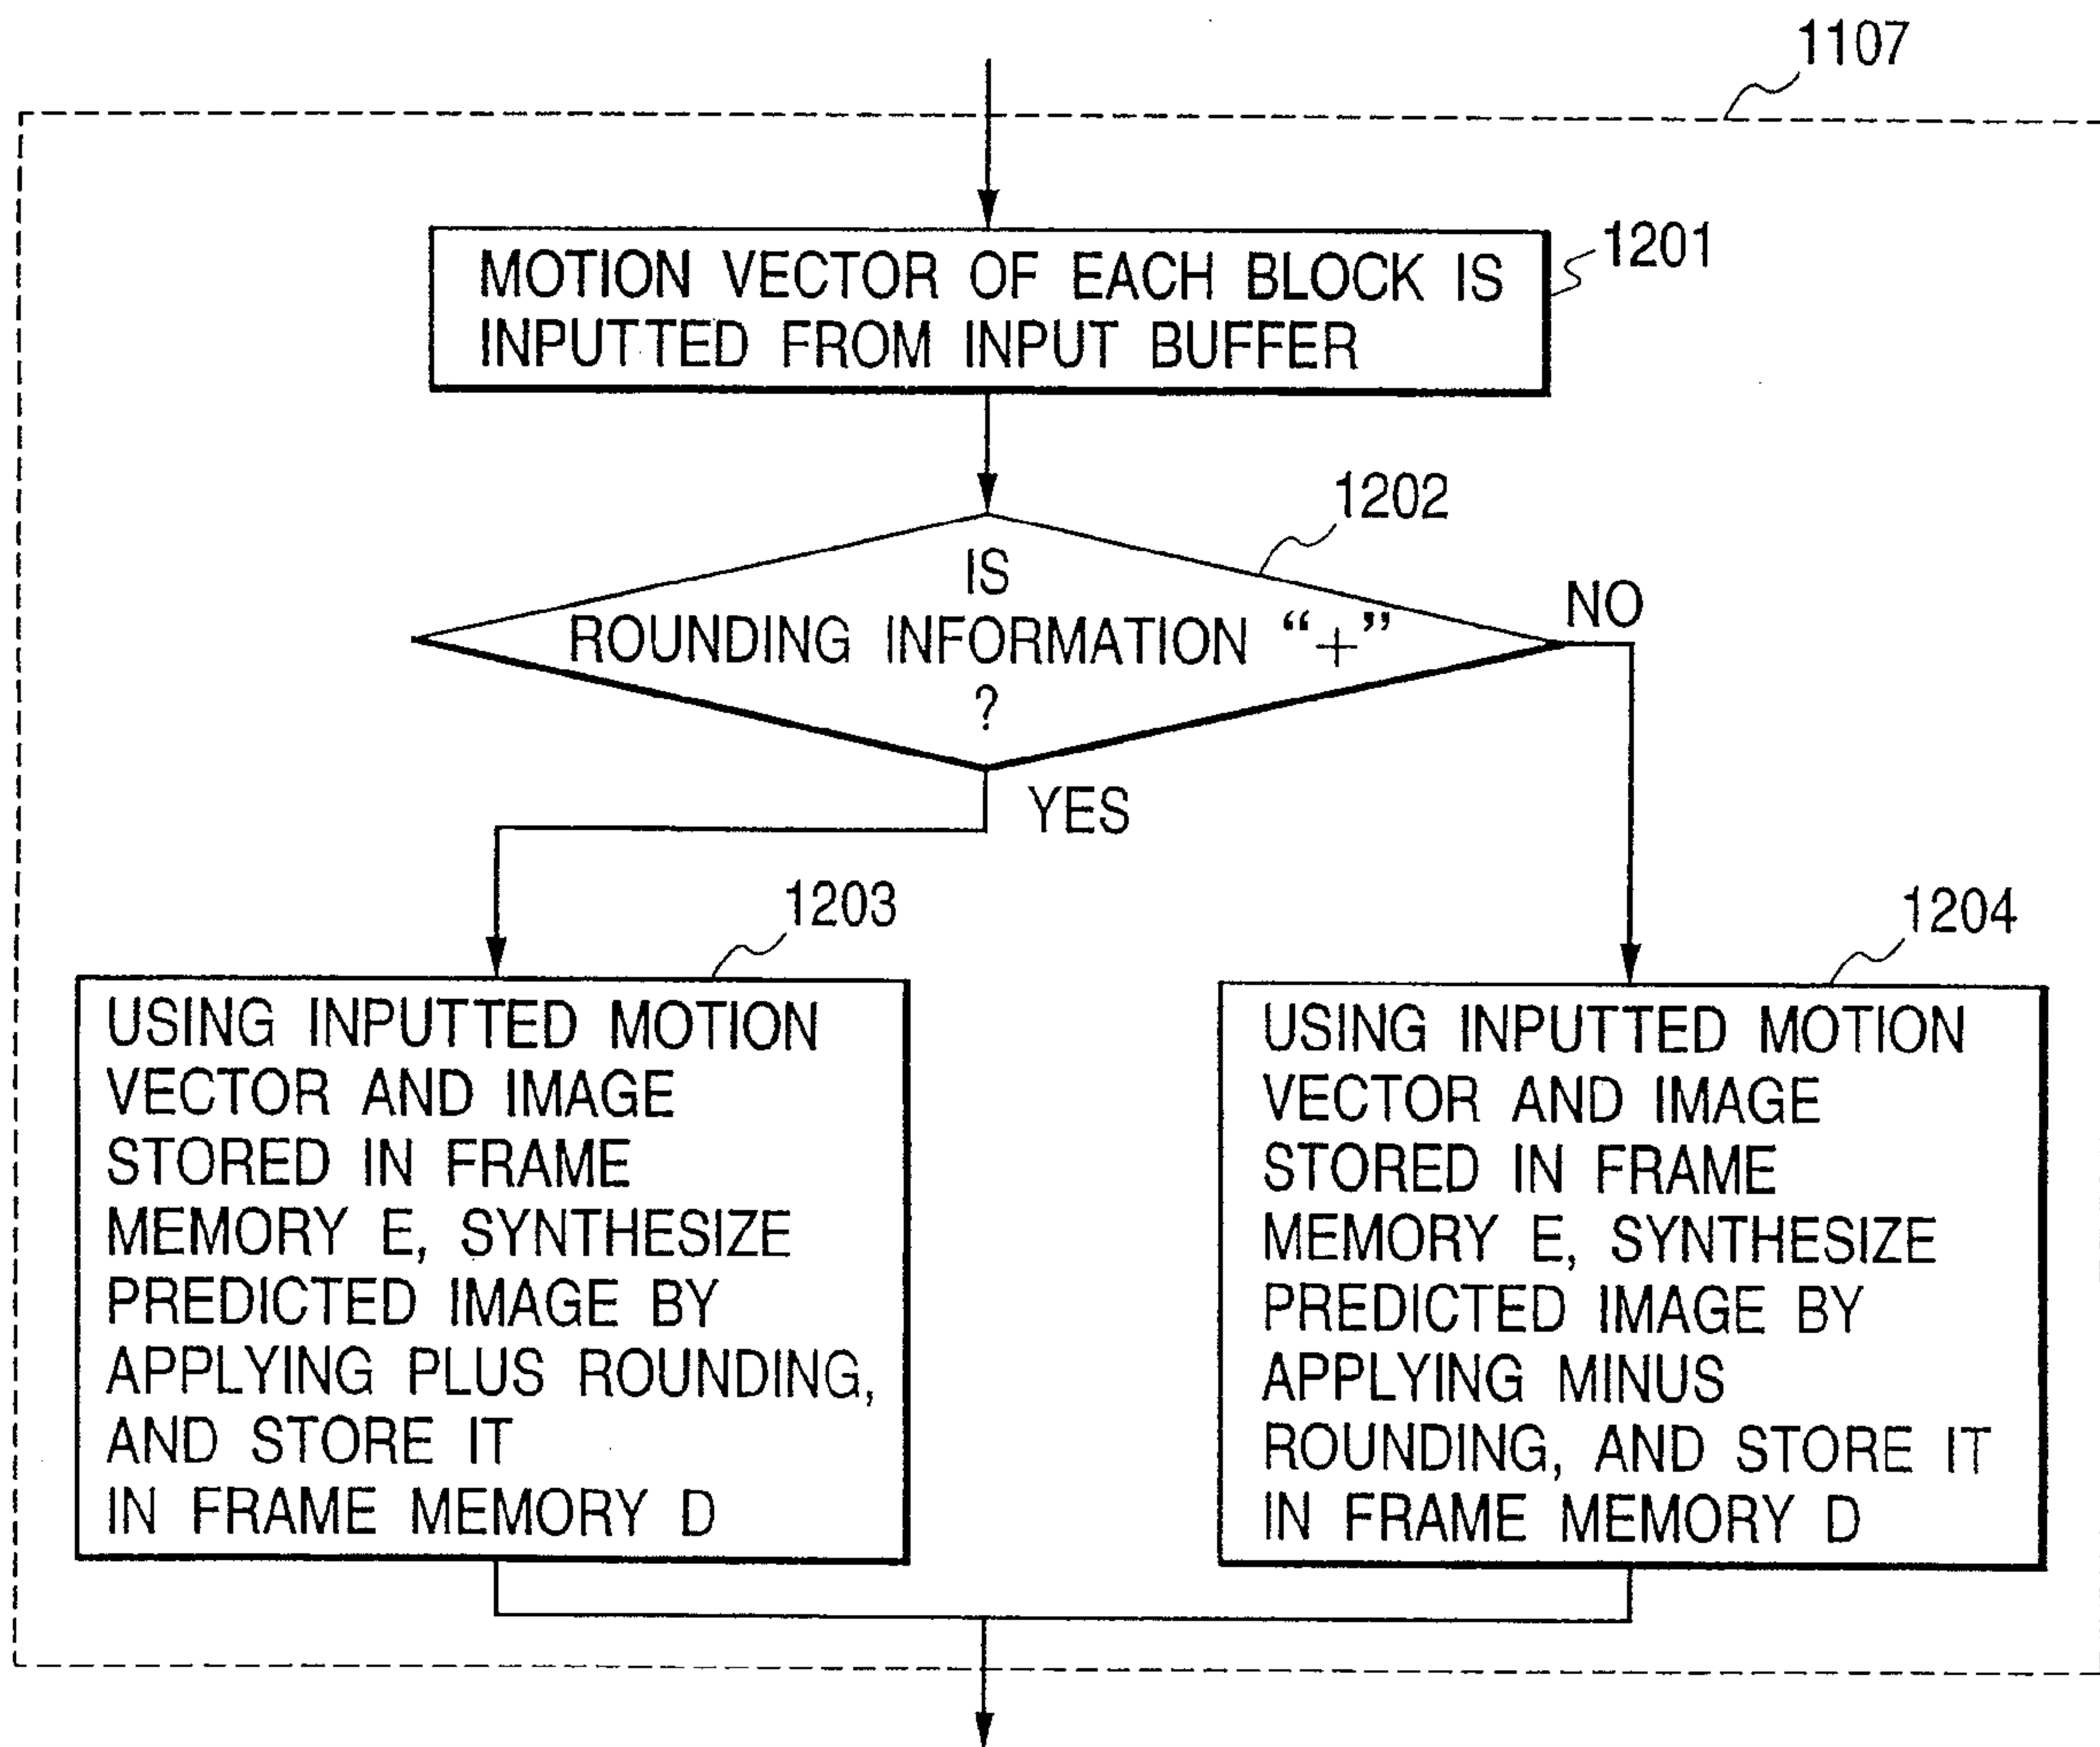 1107
MOTION VECTOR OF EACH BLOCK IS
INPUTTED FROM INPUT BUFFER
1201
1202
IS
ROUNDING INFORMATION “+”
?
NO
YES
1203
USING INPUTTED MOTION
VECTOR AND IMAGE
STORED IN FRAME
MEMORY E, SYNTHESIZE
PREDICTED IMAGE BY
APPLYING PLUS ROUNDING,
AND STORE IT
IN FRAME MEMORY D
1204
USING INPUTTED MOTION
VECTOR AND IMAGE
STORED IN FRAME
MEMORY E, SYNTHESIZE
PREDICTED IMAGE BY
APPLYING MINUS
ROUNDING, AND STORE IT
IN FRAME MEMORY D